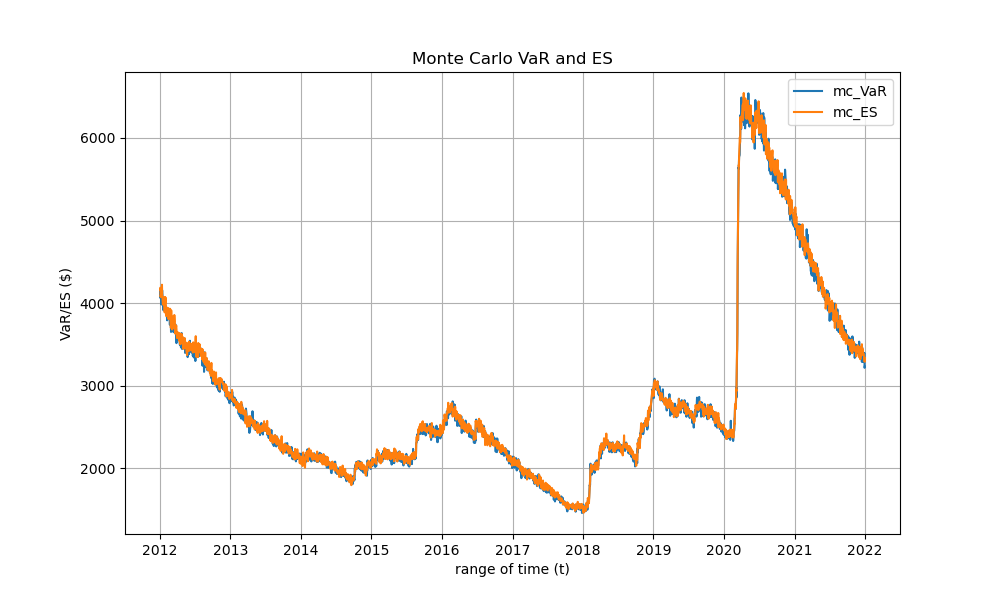 Monte Carlo VaR and ES
mc_VaR
mc_ES
VaR/ES ($)
6000
5000
4000
3000
2000
2012 2013 2014 2015 2016 2017 2018 2019 2020 2021 2022
range of time (t)